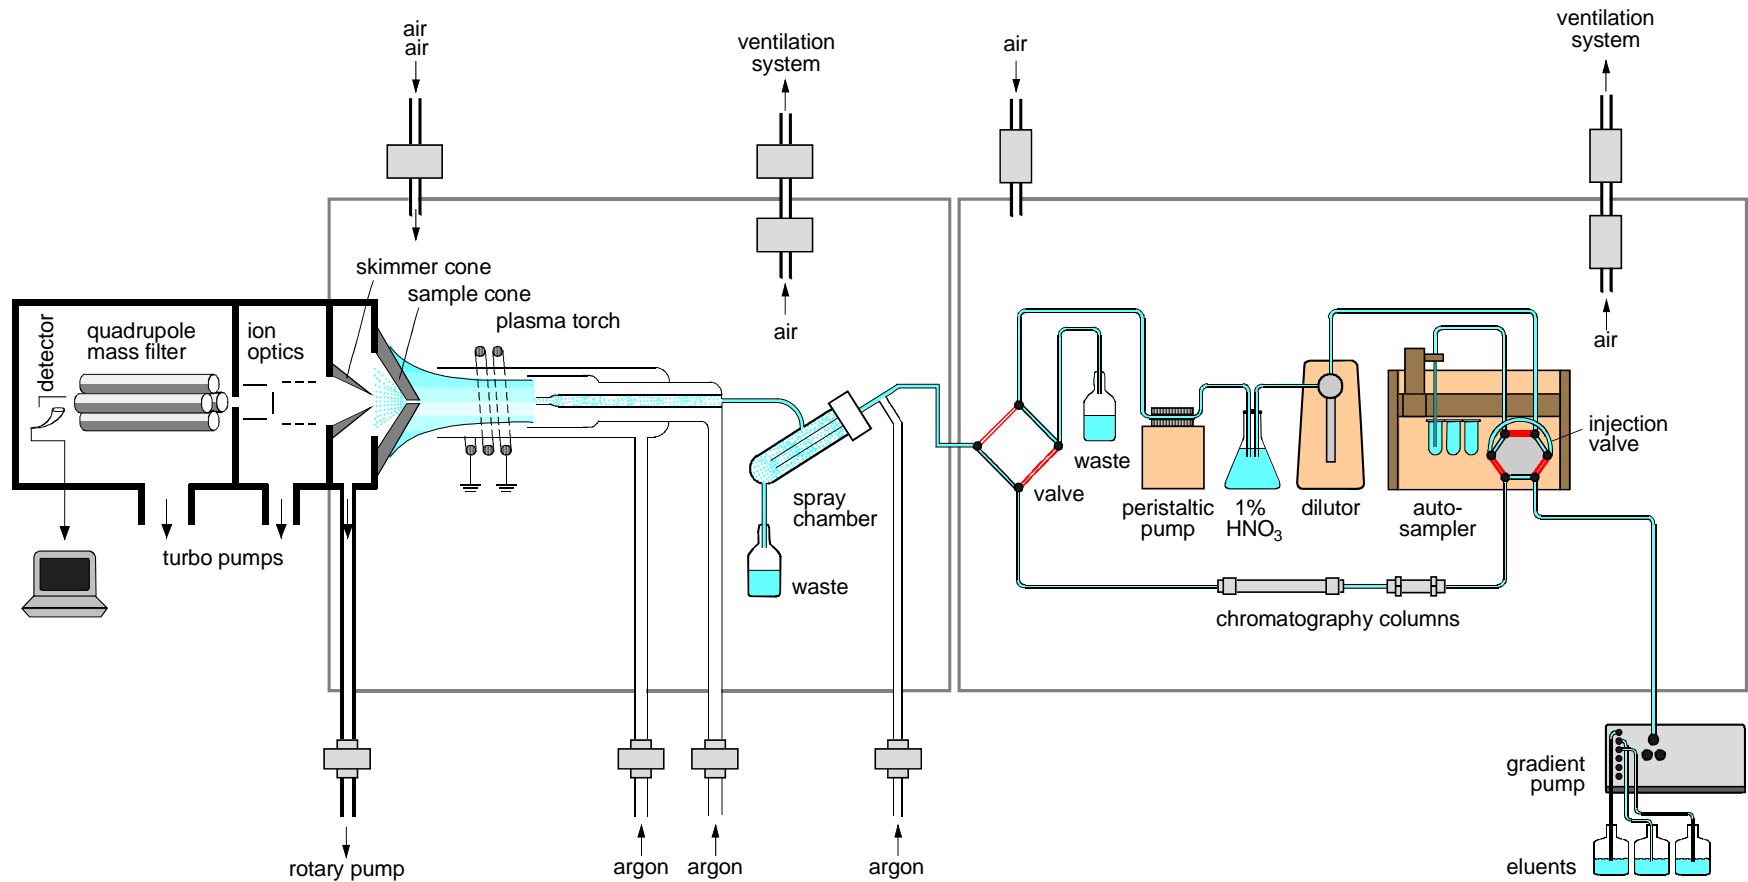 air
air
ventilation
system
air
ventilation
system
skimmer cone
sample cone
plasma torch
air
air
detector
quadrupole
mass filter
ion
optics
injection
valve
waste
valve
peristaltic
pump
1%
HNO3
dilutor
auto-
sampler
spray
chamber
turbo pumps
waste
chromatography columns
gradient
pump
rotary pump
argon
argon
argon
eluents